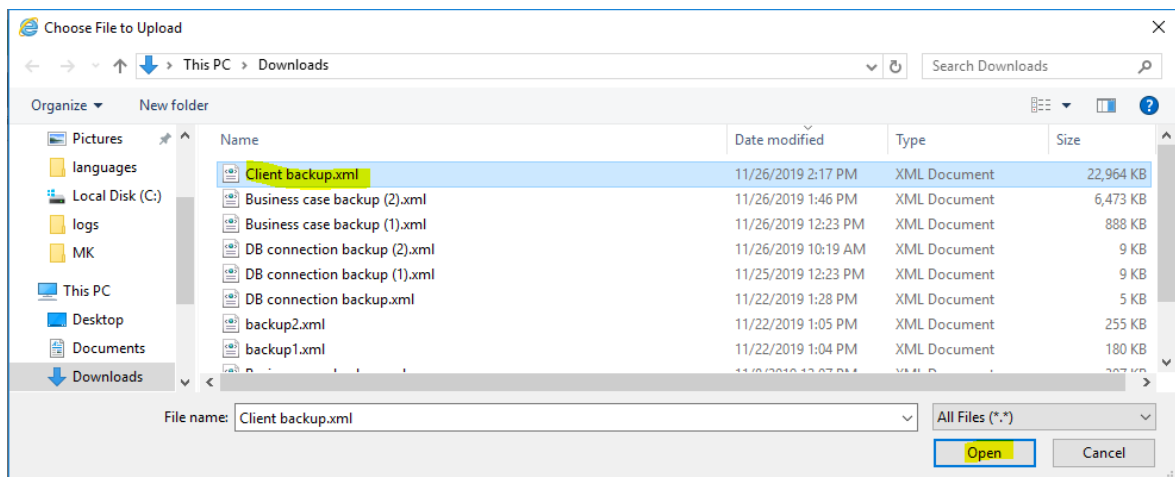 Choose File to Upload
This PC > Downloads
Search Downloads
Organize
New folder
Pictures
languages
Local Disk (C:)
logs
MK
This PC
Desktop
Documents
Downloads
Name Date modified Type Size
Client backup.xml 11/26/2019 2:17 PM XML Document 22,964 KB
Business case backup (2).xml 11/26/2019 1:46 PM XML Document 6,473 KB
Business case backup (1).xml 11/26/2019 12:23 PM XML Document 888 KB
DB connection backup (2).xml 11/26/2019 10:19 AM XML Document 9 KB
DB connection backup (1).xml 11/25/2019 12:23 PM XML Document 9 KB
DB connection backup.xml 11/22/2019 1:28 PM XML Document 5 KB
backup2.xml 11/22/2019 1:05 PM XML Document 255 KB
backup1.xml 11/22/2019 1:04 PM XML Document 180 KB
File name: Client backup.xml All Files (*.*)
Open Cancel